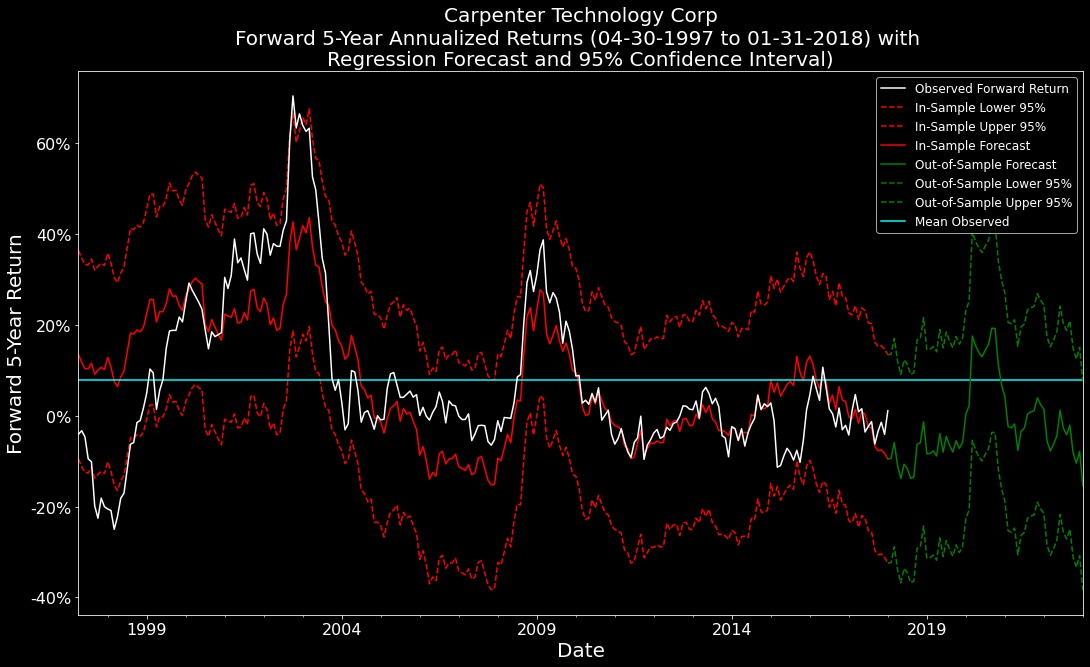 Carpenter Technology Corp
Forward 5-Year Annualized Returns (04-30-1997 to 01-31-2018) with
Regression Forecast and 95% Confidence Interval)
Observed Forward Return
In-Sample Lower 95%
In-Sample Upper 95%
In-Sample Forecast
Out-of-Sample Forecast
Out-of-Sample Lower 95%
Out-of-Sample Upper 95%
Mean Observed
Forward 5-Year Return
60%
40%
20%
0%
-20%
-40%
1999 2004 2009 2014 2019
Date